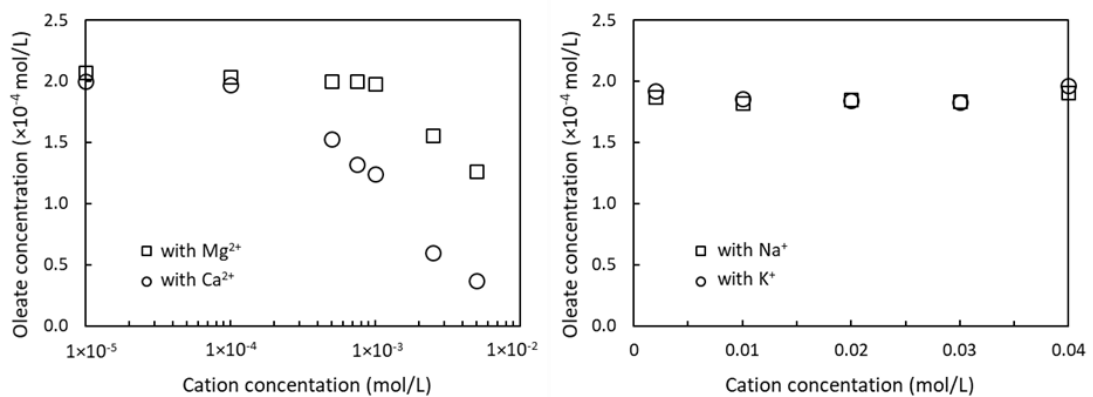 Oleate concentration (×10⁻⁴ mol/L)
2.5
2.0
1.5
1.0
0.5
0.0
with Mg²⁺
with Ca²⁺
1×10⁻⁵
1×10⁻⁴
1×10⁻³
1×10⁻²
Cation concentation (mol/L)
Oleate concentration (×10⁻⁴ mol/L)
2.5
2.0
1.5
1.0
0.5
0.0
with Na⁺
with K⁺
0
0.01
0.02
0.03
0.04
Cation concentation (mol/L)